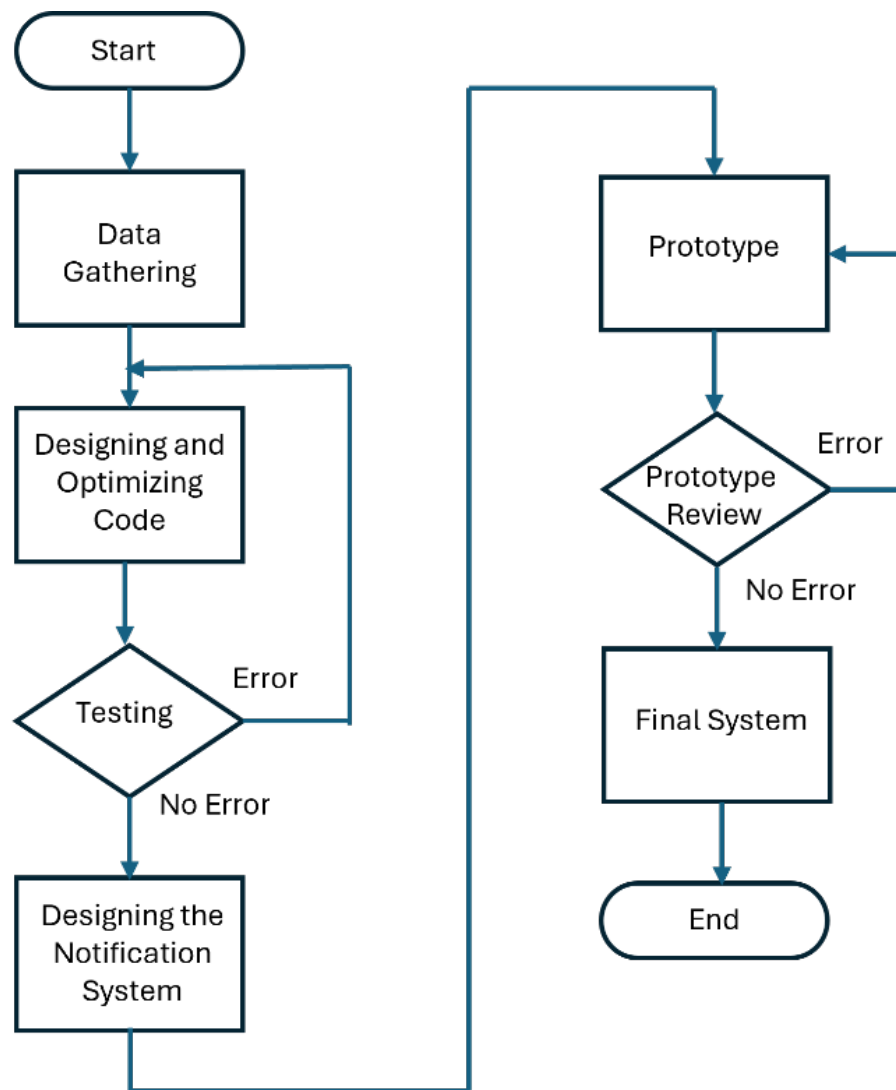 Start
Data
Gathering
Designing and
Optimizing
Code
Testing
Error
No Error
Designing the
Notification
System
Prototype
Prototype
Review
Error
No Error
Final System
End